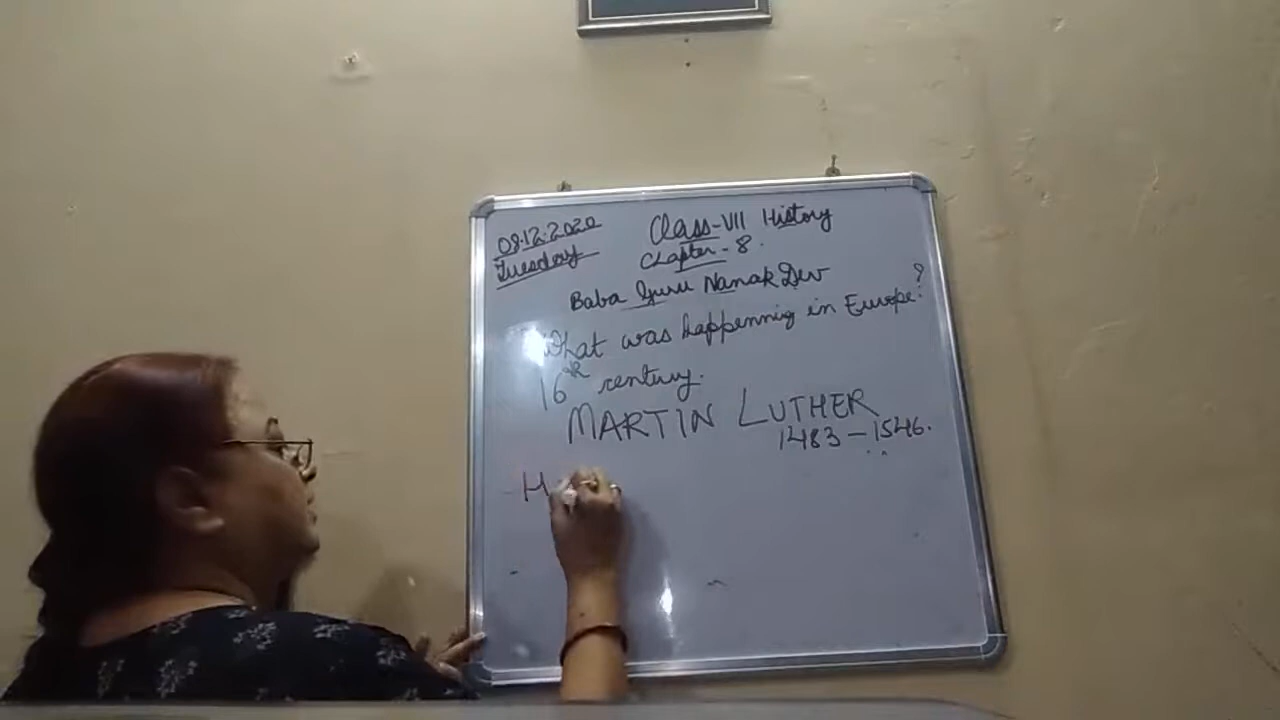 08.12.2020
Tuesday
Class-VII History
Chapter - 8.
Baba Guru Nanak Dev
What was happennig in Europe?
16th century.
MARTIN LUTHER
1483 – 1546.
- H